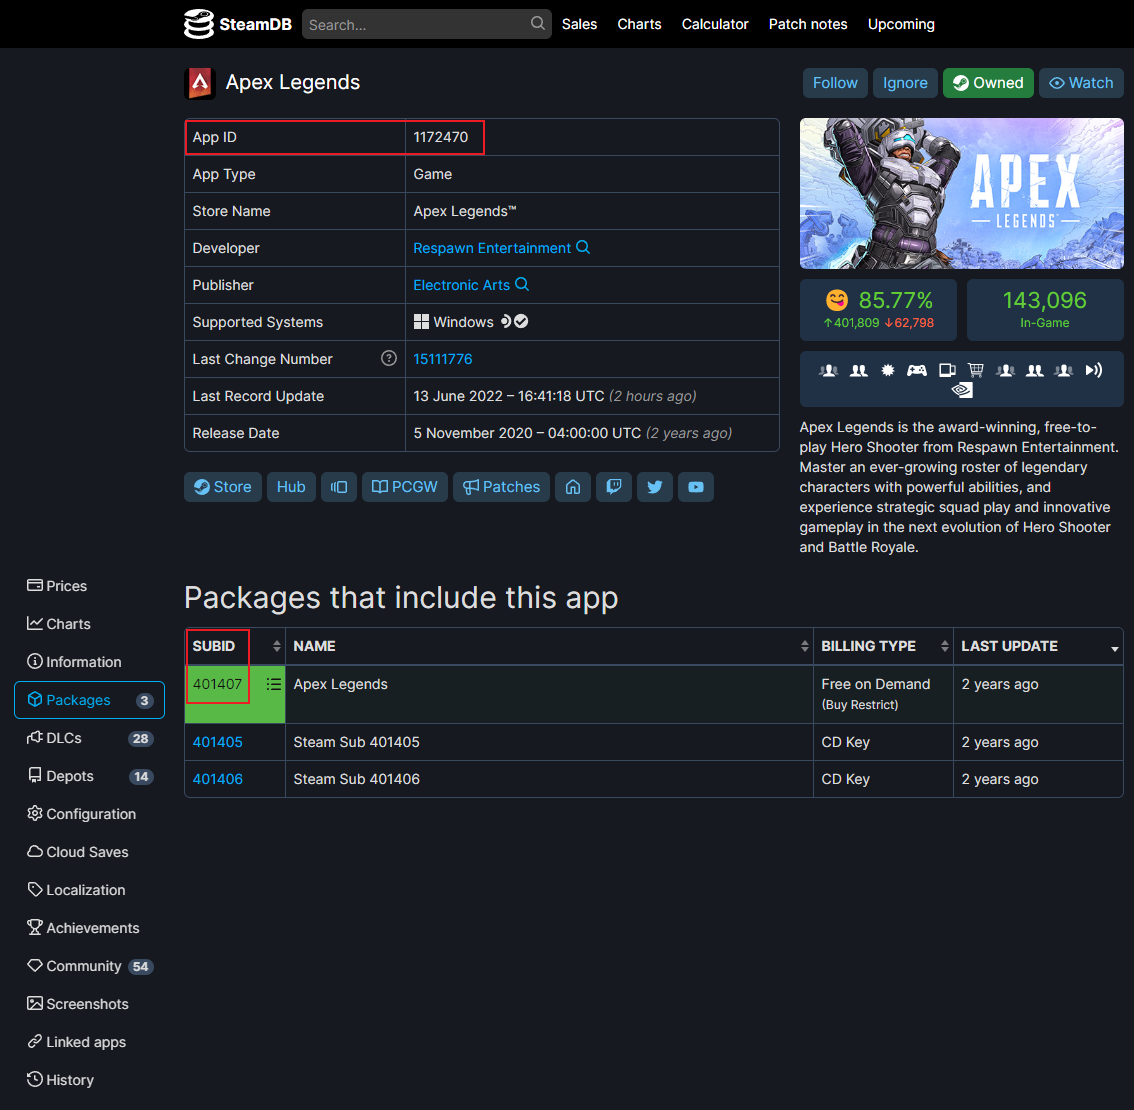 SteamDB Search... Sales Charts Calculator Patch notes Upcoming
Apex Legends
Follow Ignore Owned Watch
App ID 1172470
App Type Game
Store Name Apex Legends™
Developer Respawn Entertainment
Publisher Electronic Arts
Supported Systems Windows
Last Change Number 15111776
Last Record Update 13 June 2022 – 16:41:18 UTC (2 hours ago)
Release Date 5 November 2020 – 04:00:00 UTC (2 years ago)
Store Hub PCGW Patches
APEX
LEGENDS
85.77%
↑401,809 ↓62,798
143,096
In-Game
Apex Legends is the award-winning, free-to-
play Hero Shooter from Respawn Entertainment.
Master an ever-growing roster of legendary
characters with powerful abilities, and
experience strategic squad play and innovative
gameplay in the next evolution of Hero Shooter
and Battle Royale.
Prices
Charts
Information
Packages 3
DLCs 28
Depots 14
Configuration
Cloud Saves
Localization
Achievements
Community 54
Screenshots
Linked apps
History
Packages that include this app
SUBID NAME BILLING TYPE LAST UPDATE
401407 Apex Legends Free on Demand 2 years ago
(Buy Restrict)
401405 Steam Sub 401405 CD Key 2 years ago
401406 Steam Sub 401406 CD Key 2 years ago